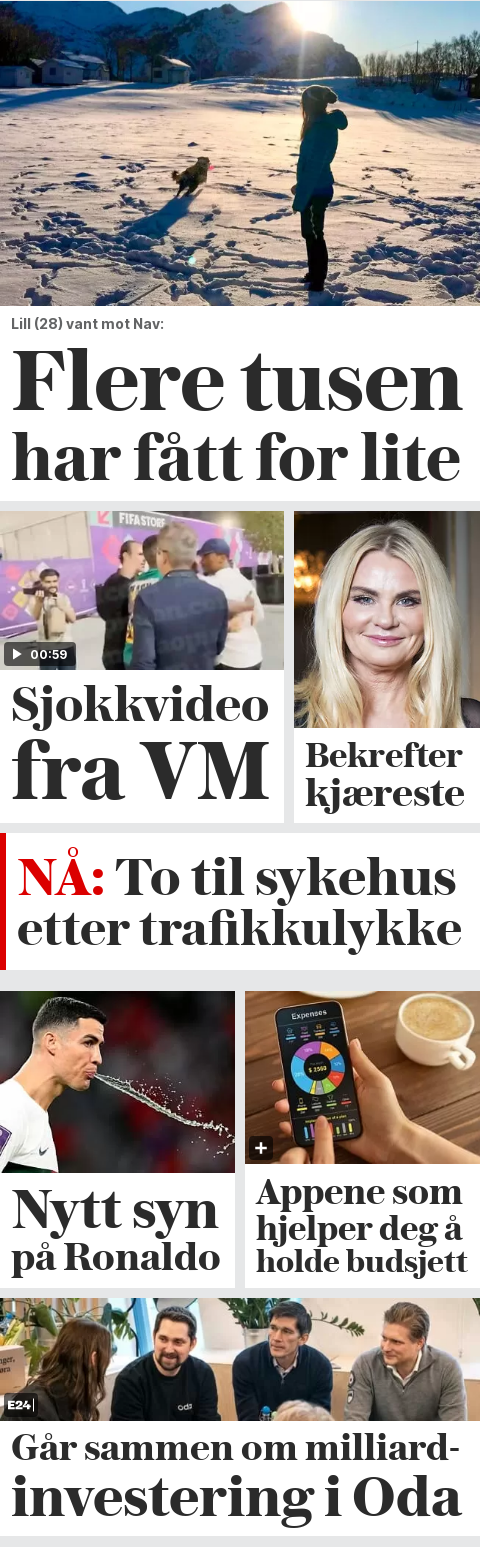 Lill (28) vant mot Nav:
Flere tusen
har fått for lite
FIFA STORE
00:59
Sjokkvideo
fra VM
Bekrefter
kjæreste
NÅ: To til sykehus
etter trafikkulykke
Expenses
$ 2560
Nytt syn
på Ronaldo
Appene som
hjelper deg å
holde budsjett
Oda
E24
Går sammen om milliard-
investering i Oda